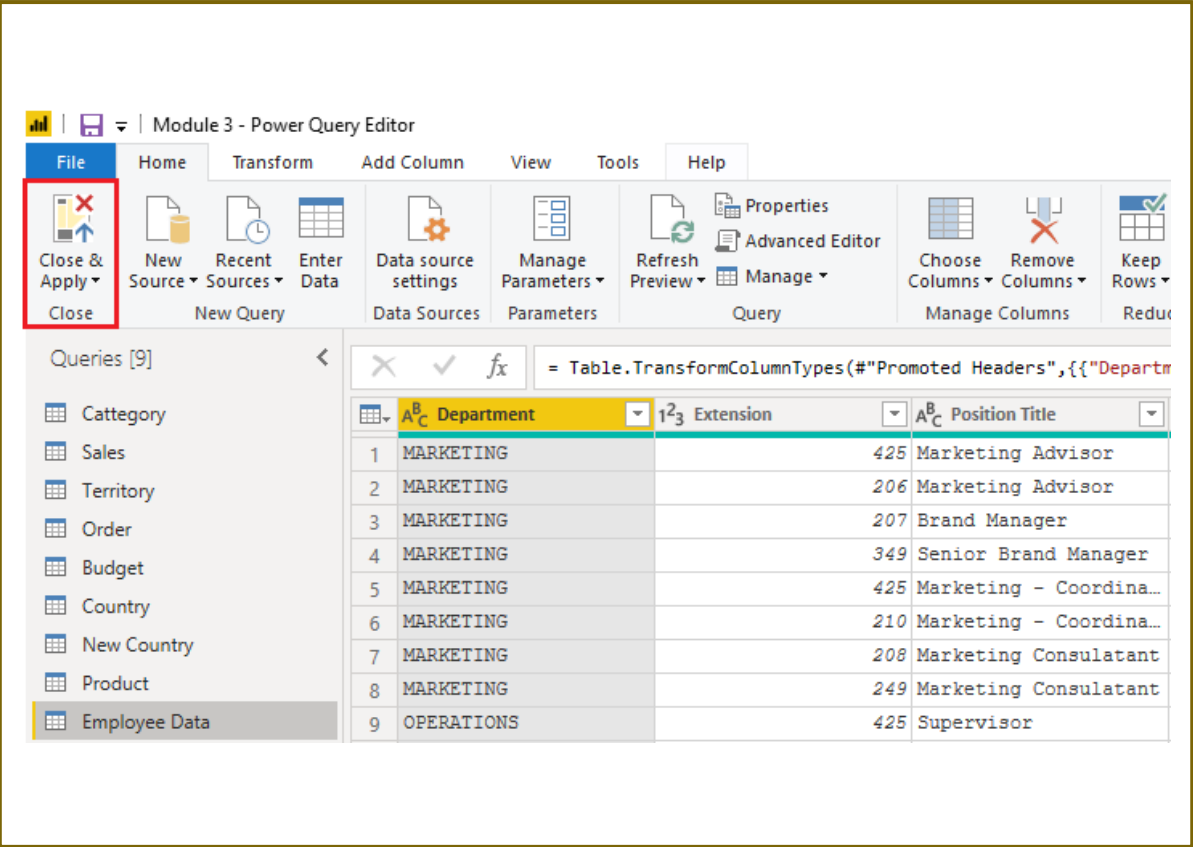 Module 3 - Power Query Editor
File Home Transform Add Column View Tools Help
Close & Apply
New Source
Recent Sources
Enter Data
Data source settings
Manage Parameters
Refresh Preview
Properties
Advanced Editor
Manage
Choose Columns
Remove Columns
Keep Rows
Close New Query Data Sources Parameters Query Manage Columns Reduc
Queries [9]
fx = Table.TransformColumnTypes(#"Promoted Headers",{{"Departm
Cattegory
Sales
Territory
Order
Budget
Country
New Country
Product
Employee Data
ABC Department 123 Extension ABC Position Title
1 MARKETING 425 Marketing Advisor
2 MARKETING 206 Marketing Advisor
3 MARKETING 207 Brand Manager
4 MARKETING 349 Senior Brand Manager
5 MARKETING 425 Marketing - Coordina…
6 MARKETING 210 Marketing - Coordina…
7 MARKETING 208 Marketing Consulatant
8 MARKETING 249 Marketing Consulatant
9 OPERATIONS 425 Supervisor